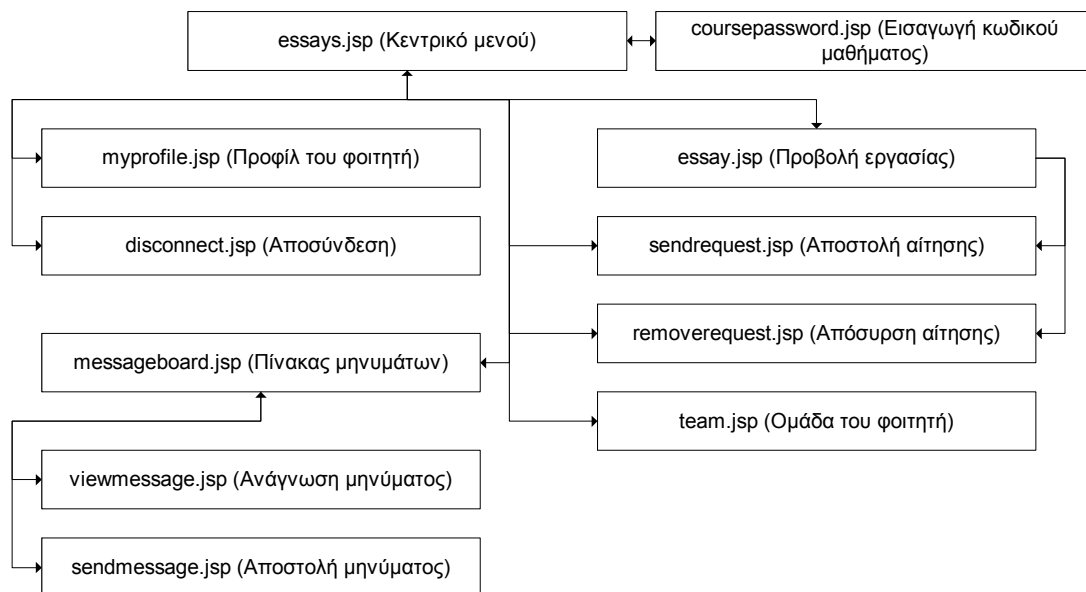 essays.jsp (Κεντρικό μενού)
coursepassword.jsp (Εισαγωγή κωδικού
μαθήματος)
myprofile.jsp (Προφίλ του φοιτητή)
essay.jsp (Προβολή εργασίας)
disconnect.jsp (Αποσύνδεση)
sendrequest.jsp (Αποστολή αίτησης)
removerequest.jsp (Απόσυρση αίτησης)
messageboard.jsp (Πίνακας μηνυμάτων)
team.jsp (Ομάδα του φοιτητή)
viewmessage.jsp (Ανάγνωση μηνύματος)
sendmessage.jsp (Αποστολή μηνύματος)